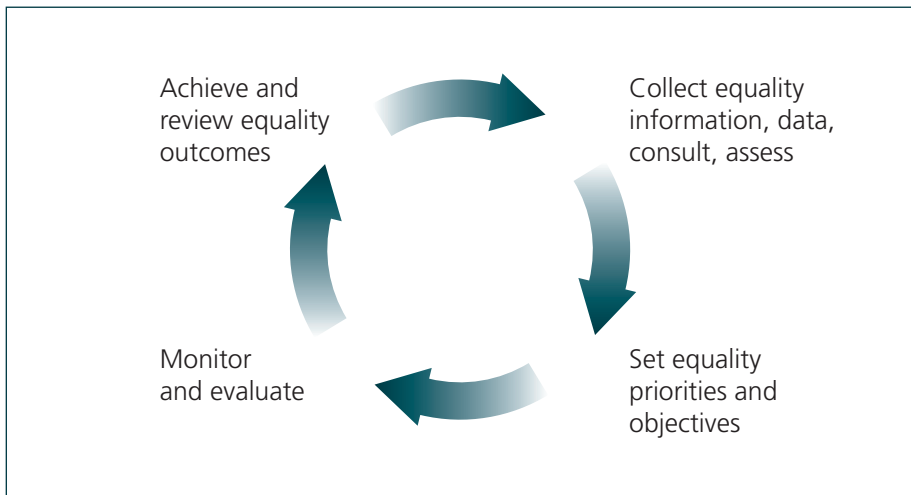 Achieve and
review equality
outcomes
Collect equality
information, data,
consult, assess
Monitor
and evaluate
Set equality
priorities and
objectives